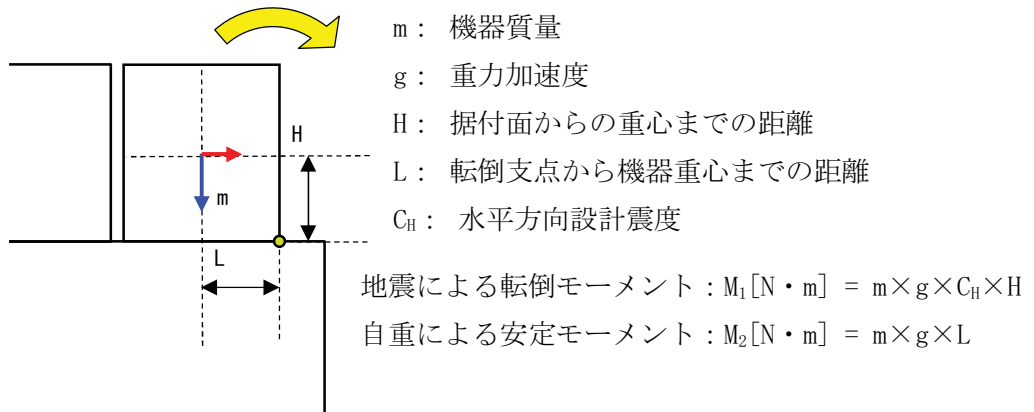 m： 機器質量
g： 重力加速度
H： 据付面からの重心までの距離
L： 転倒支点から機器重心までの距離
C_H： 水平方向設計震度
H
m
L
地震による転倒モーメント：M₁[N・m] = m×g×C_H×H
自重による安定モーメント：M₂[N・m] = m×g×L